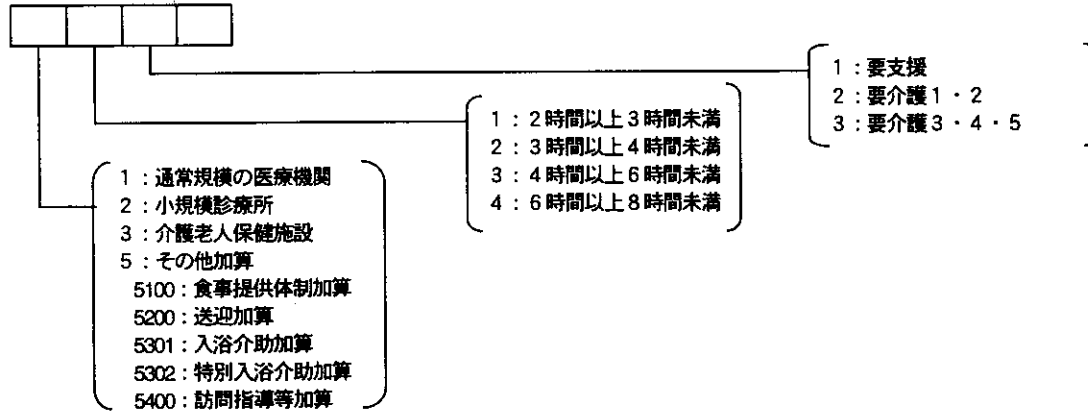 1：要支援
2：要介護1・2
3：要介護3・4・5
1：2時間以上3時間未満
2：3時間以上4時間未満
3：4時間以上6時間未満
4：6時間以上8時間未満
1：通常規模の医療機関
2：小規模診療所
3：介護老人保健施設
5：その他加算
5100：食事提供体制加算
5200：送迎加算
5301：入浴介助加算
5302：特別入浴介助加算
5400：訪問指導等加算